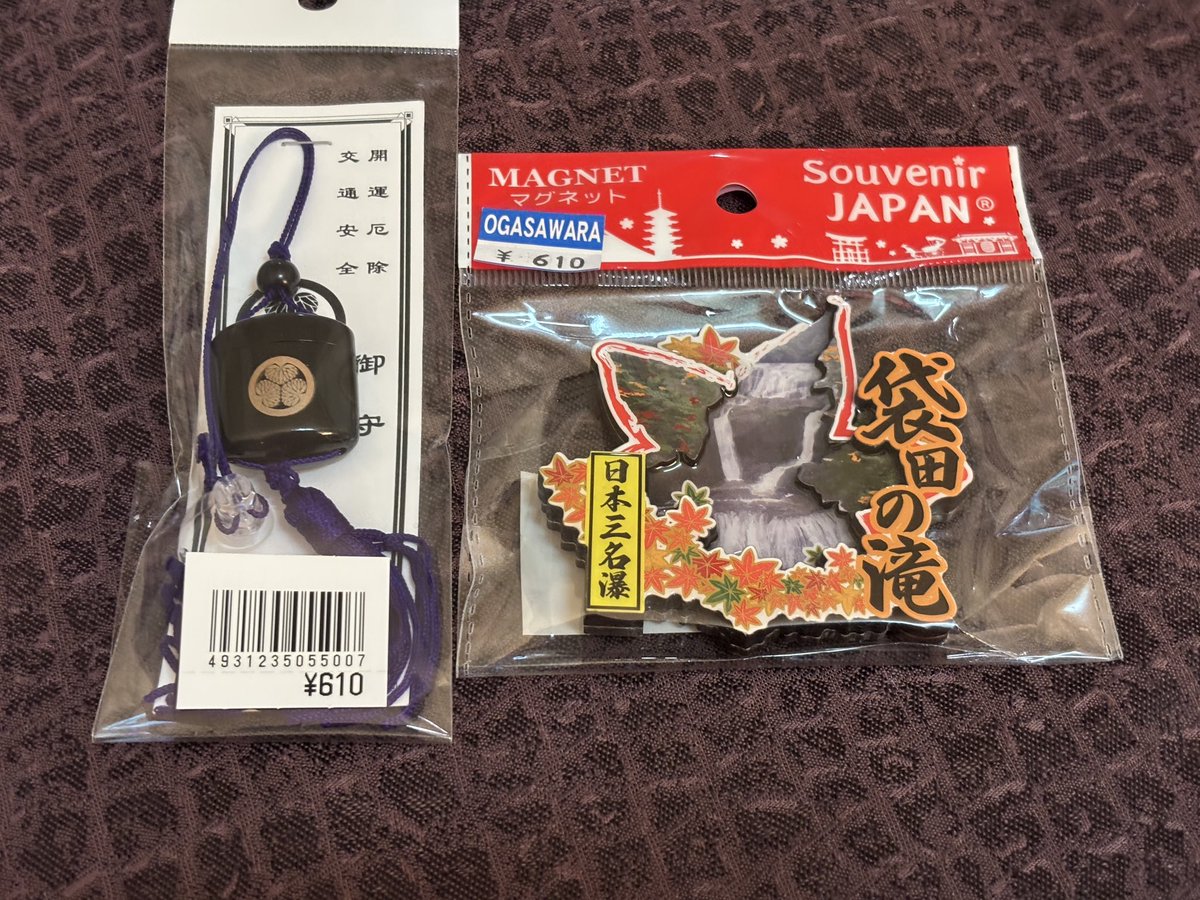 開運厄除
交通安全
御守
4931235055007
¥610
MAGNET
マグネット
Souvenir
JAPAN®
OGASAWARA
¥ 610
袋田の滝
日本三名瀑